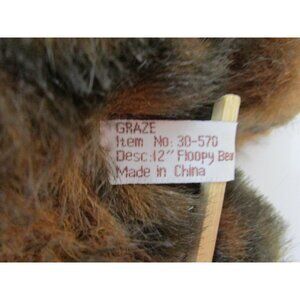 GRAZE
Item No: 30-570
Desc:12" Floopy Bear
Made in China